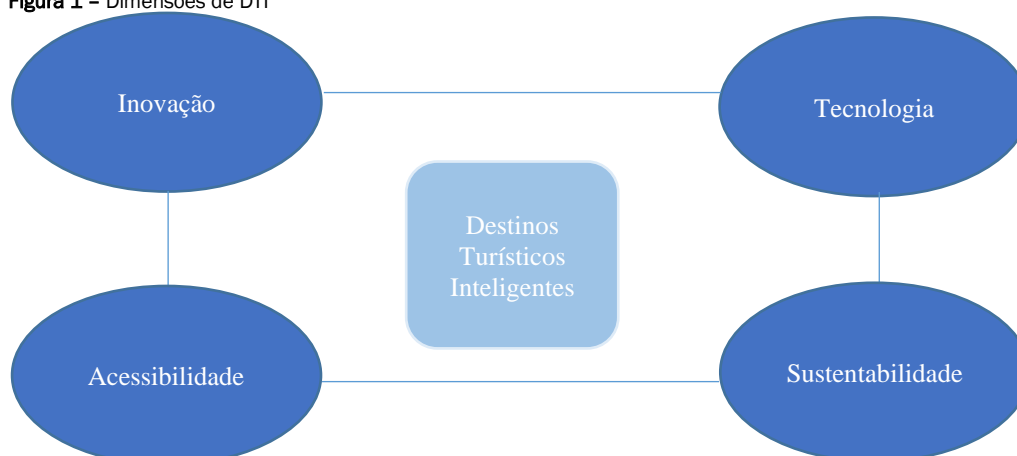 Figura 1 – Dimensões de DTI
Inovação
Tecnologia
Destinos
Turísticos
Inteligentes
Acessibilidade
Sustentabilidade